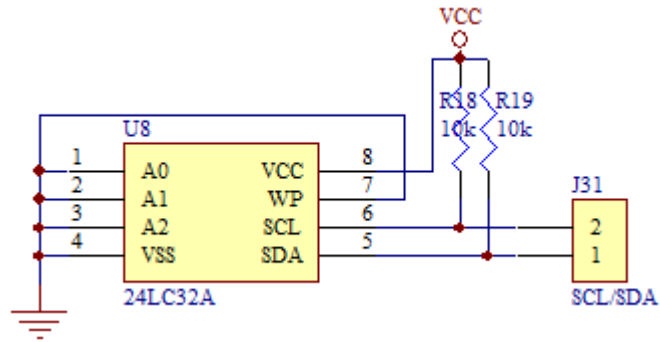 VCC
R18 R19
10k 10k
U8
1 A0 VCC 8
2 A1 WP 7
3 A2 SCL 6
4 VSS SDA 5
24LC32A
J31
2
1
SCL/SDA